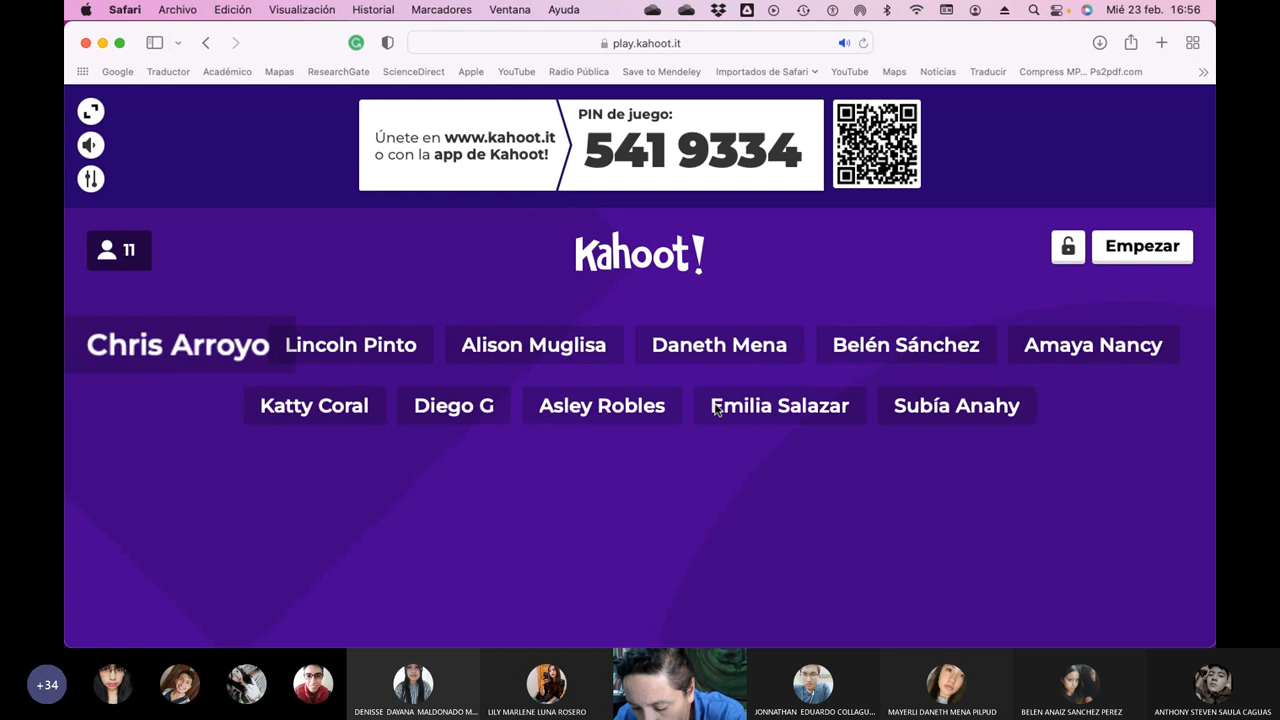 Safari Archivo Edición Visualización Historial Marcadores Ventana Ayuda Mié 23 feb. 16:56
play.kahoot.it
Google Traductor Académico Mapas ResearchGate ScienceDirect Apple YouTube Radio Pública Save to Mendeley Importados de Safari YouTube Maps Noticias Traducir Compress MP... Ps2pdf.com
Únete en www.kahoot.it
o con la app de Kahoot!
PIN de juego:
541 9334
11
Kahoot!
Empezar
Chris Arroyo Lincoln Pinto Alison Muglisa Daneth Mena Belén Sánchez Amaya Nancy
Katty Coral Diego G Asley Robles Emilia Salazar Subía Anahy
+34
DENISSE DAYANA MALDONADO M... LILY MARLENE LUNA ROSERO JONNATHAN EDUARDO COLLAGU... MAYERLI DANETH MENA PILPUD BELEN ANAIZ SANCHEZ PEREZ ANTHONY STEVEN SAULA CAGUAS